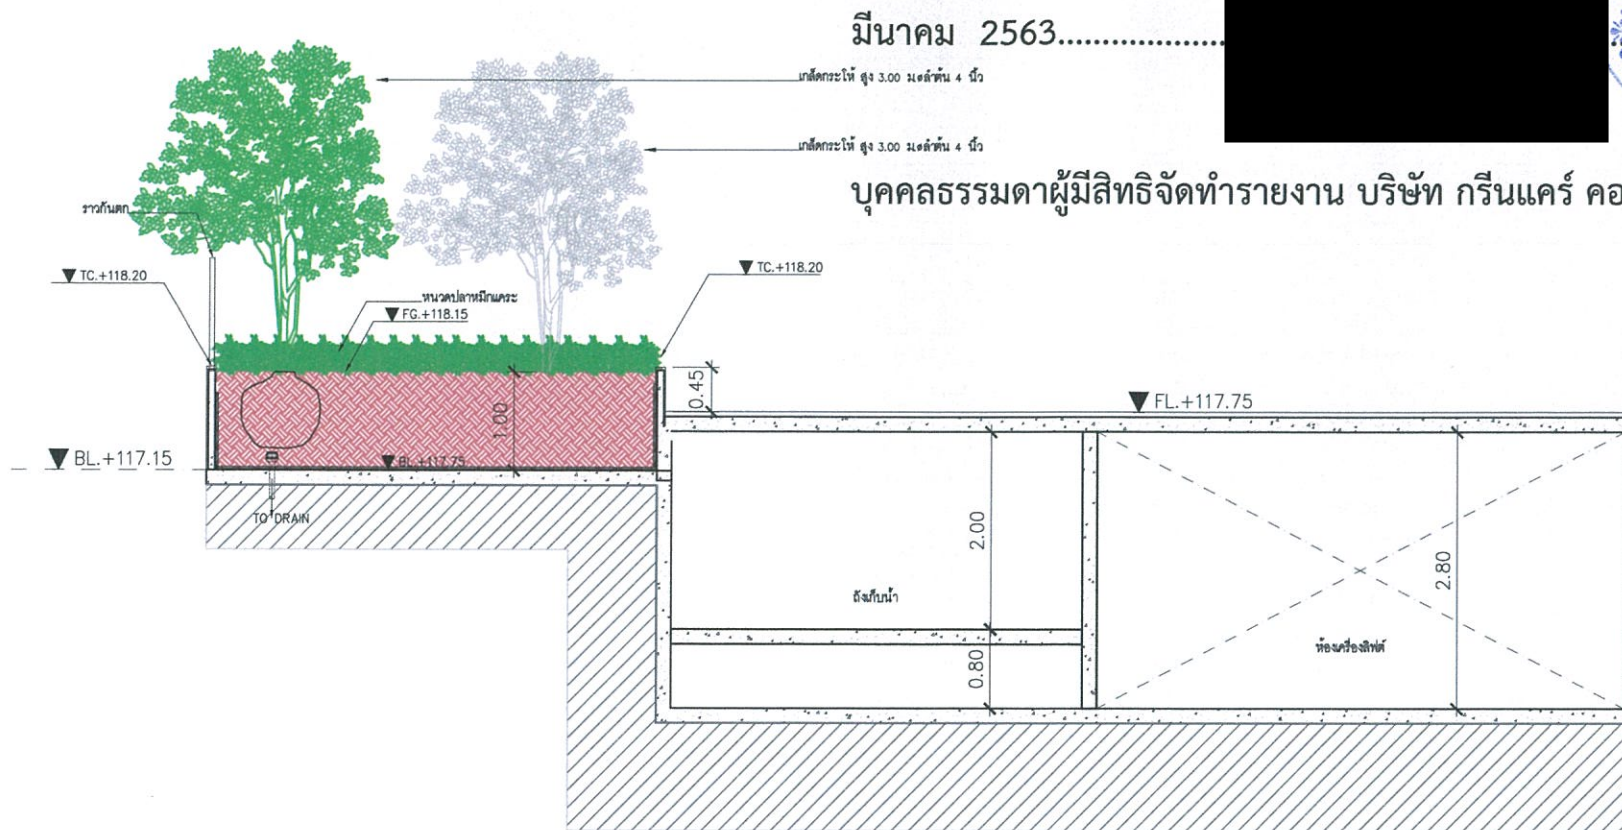 มีนาคม 2563....................
เกล็ดกระโห้ สูง 3.00 ม.ø ลำต้น 4 นิ้ว
เกล็ดกระโห้ สูง 3.00 ม.ø ลำต้น 4 นิ้ว
บุคคลธรรมดาผู้มีสิทธิจัดทำรายงาน บริษัท กรีนแคร์ คอ
ราวกันตก
TC.+118.20
TC.+118.20
หนวดปลาหมึกแคระ
FG.+118.15
0.45
FL.+117.75
1.00
BL.+117.15
BL.+117.75
TO DRAIN
2.00
2.80
ถังเก็บน้ำ
ห้องเครื่องลิฟต์
0.80